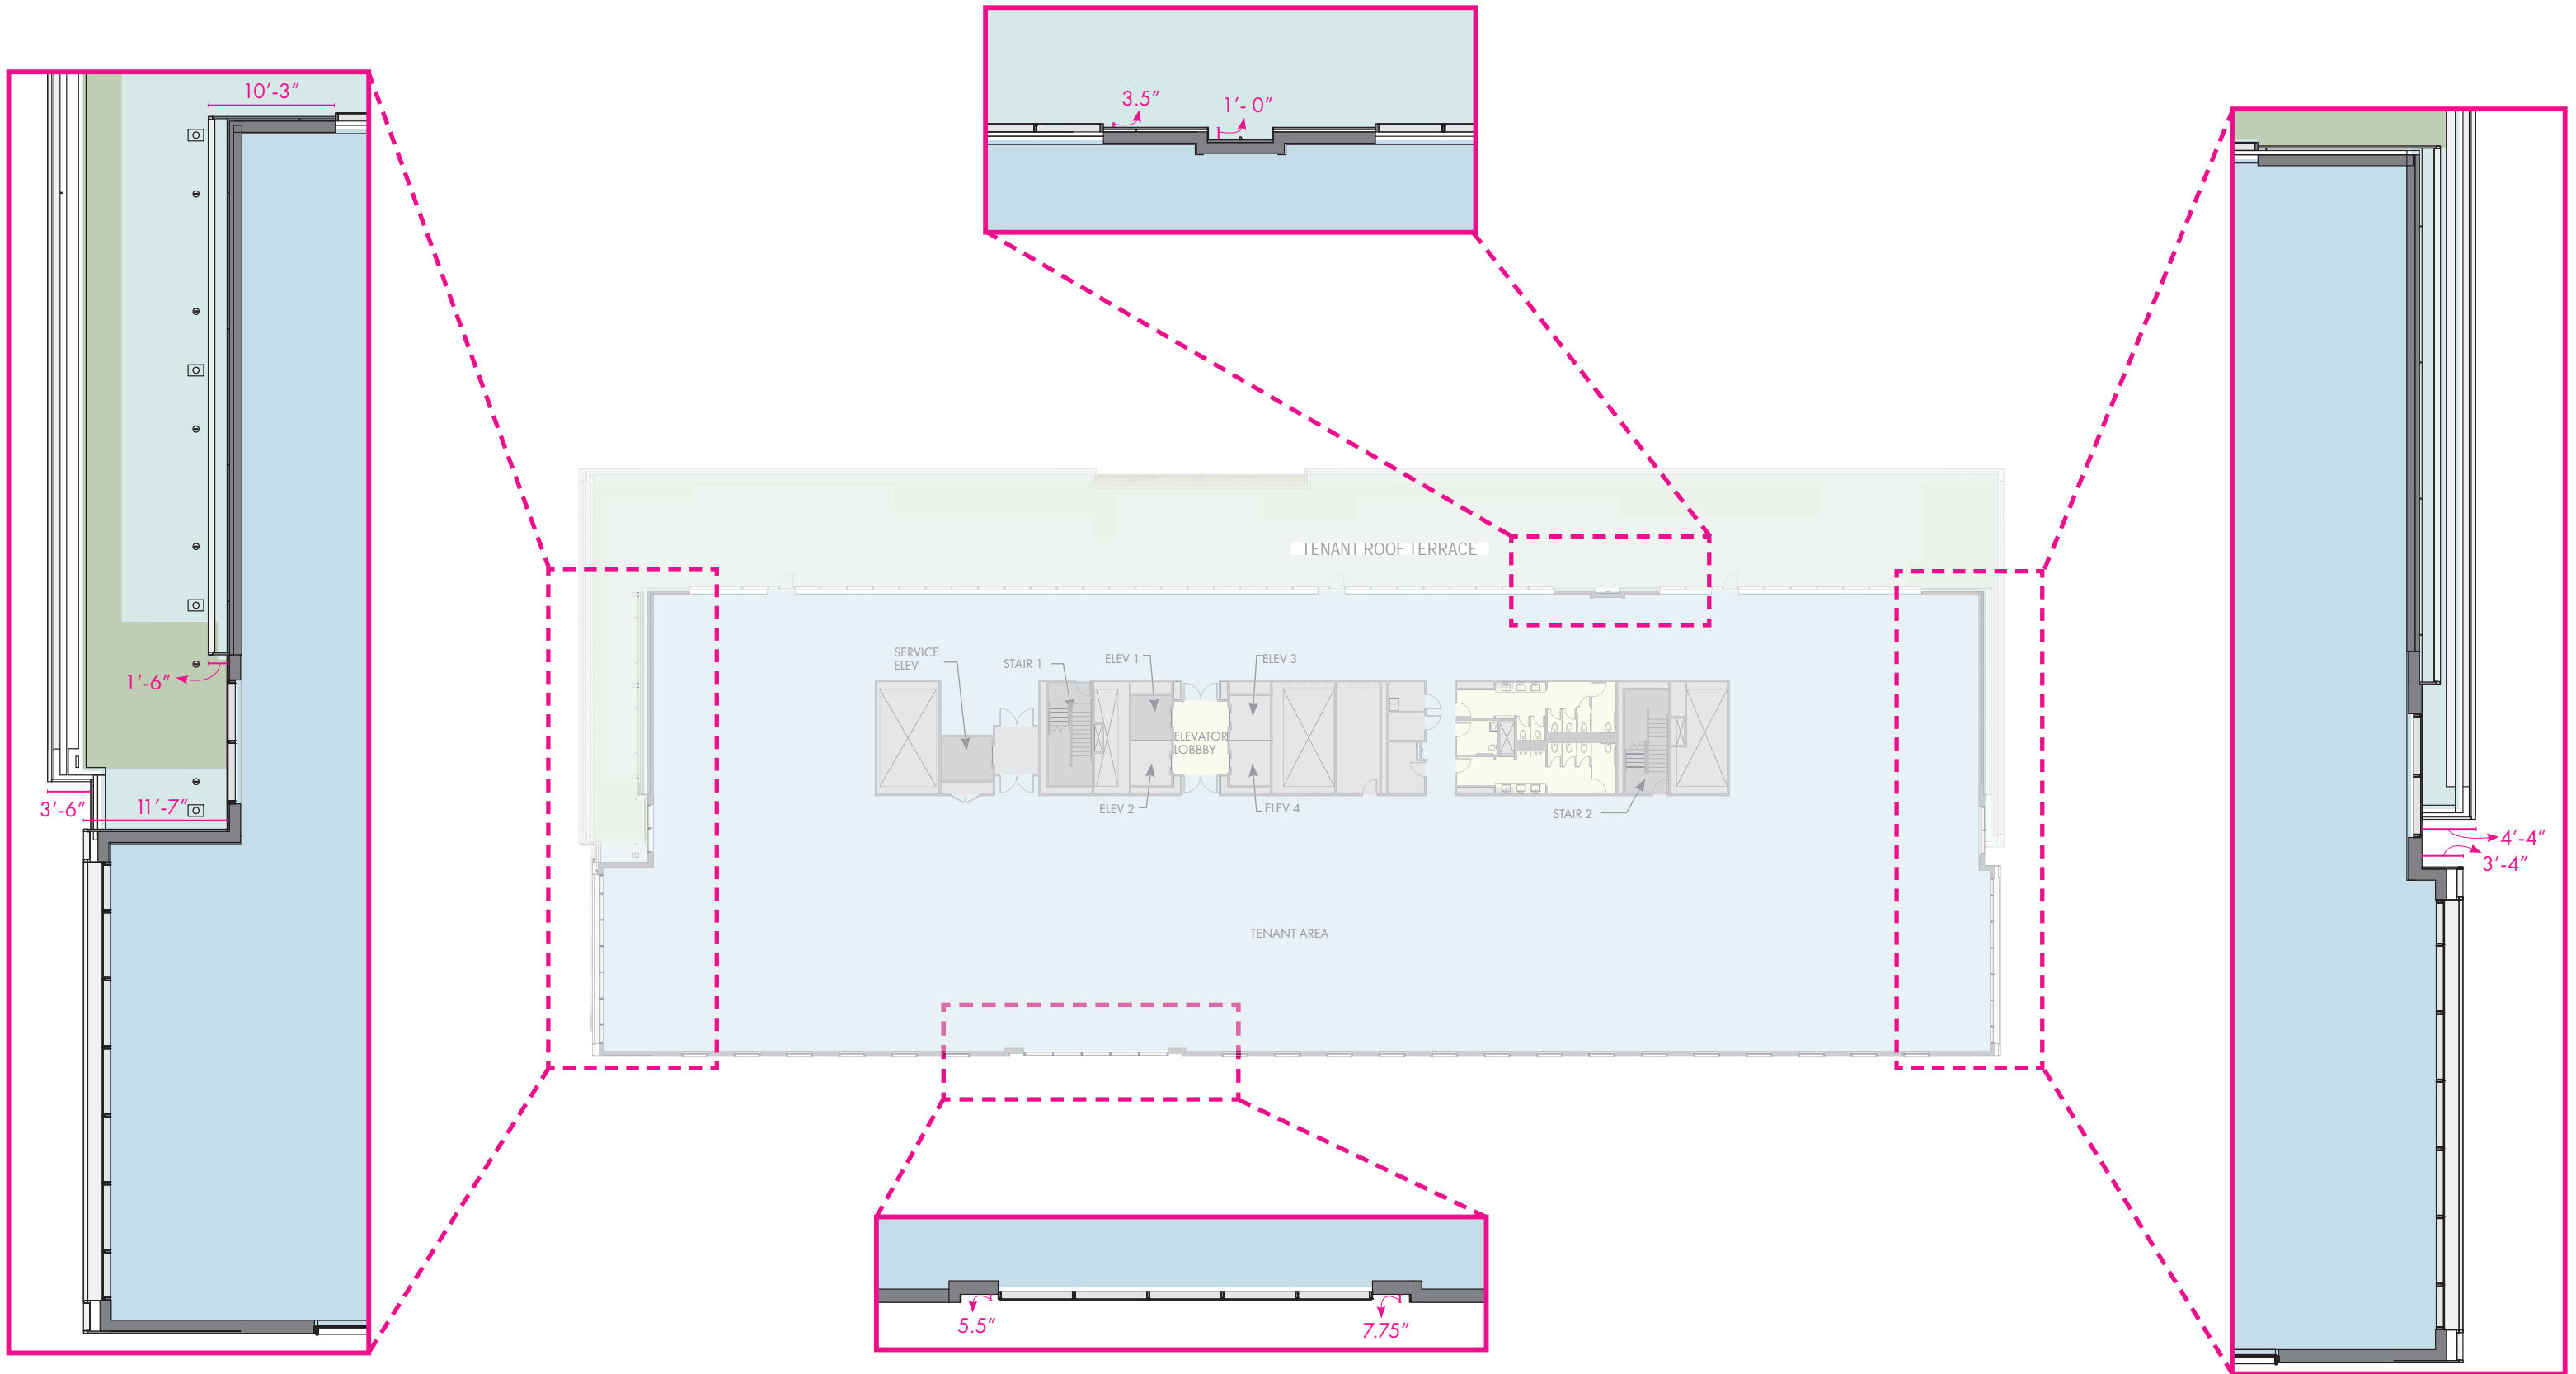 3.5”
1’- 0”
10’-3”
1’-6”
3’-6”
11’-7”
TENANT ROOF TERRACE
SERVICE
ELEV
STAIR 1
ELEV 1
ELEV 3
ELEVATOR
LOBBBY
ELEV 2
ELEV 4
STAIR 2
4’-4”
3’-4”
TENANT AREA
5.5”
7.75”